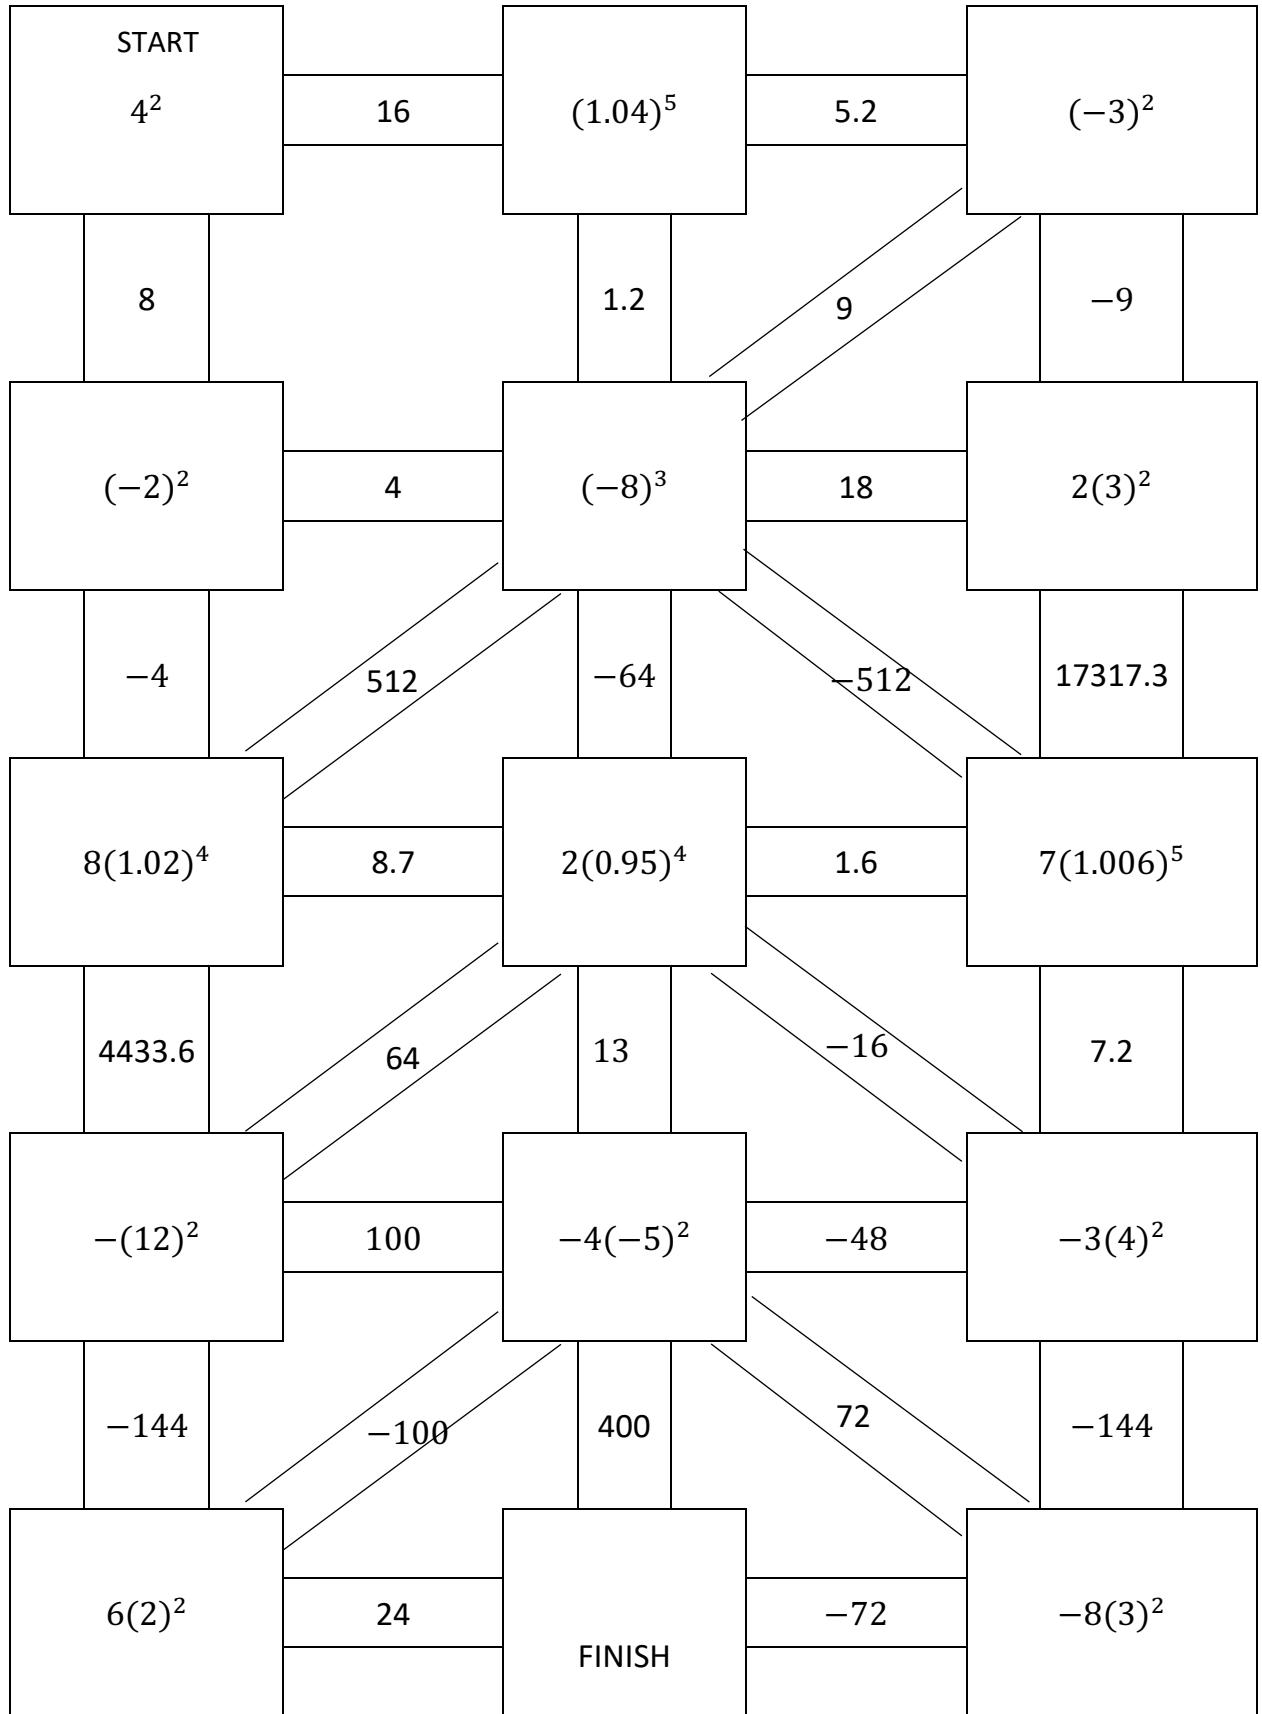 START
4² 16 (1.04)⁵ 5.2 (−3)²
8 1.2 9 −9
(−2)² 4 (−8)³ 18 2(3)²
−4 512 −64 −512 17317.3
8(1.02)⁴ 8.7 2(0.95)⁴ 1.6 7(1.006)⁵
4433.6 64 13 −16 7.2
−(12)² 100 −4(−5)² −48 −3(4)²
−144 −100 400 72 −144
6(2)² 24 −72 −8(3)²
FINISH